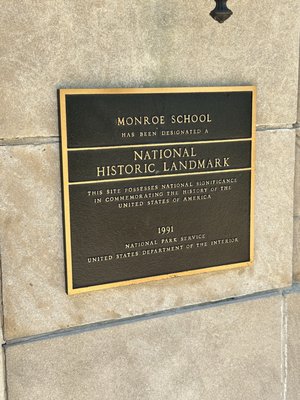 MONROE SCHOOL
HAS BEEN DESIGNATED A
NATIONAL
HISTORIC LANDMARK
THIS SITE POSSESSES NATIONAL SIGNIFICANCE
IN COMMEMORATING THE HISTORY OF THE
UNITED STATES OF AMERICA
1991
NATIONAL PARK SERVICE
UNITED STATES DEPARTMENT OF THE INTERIOR